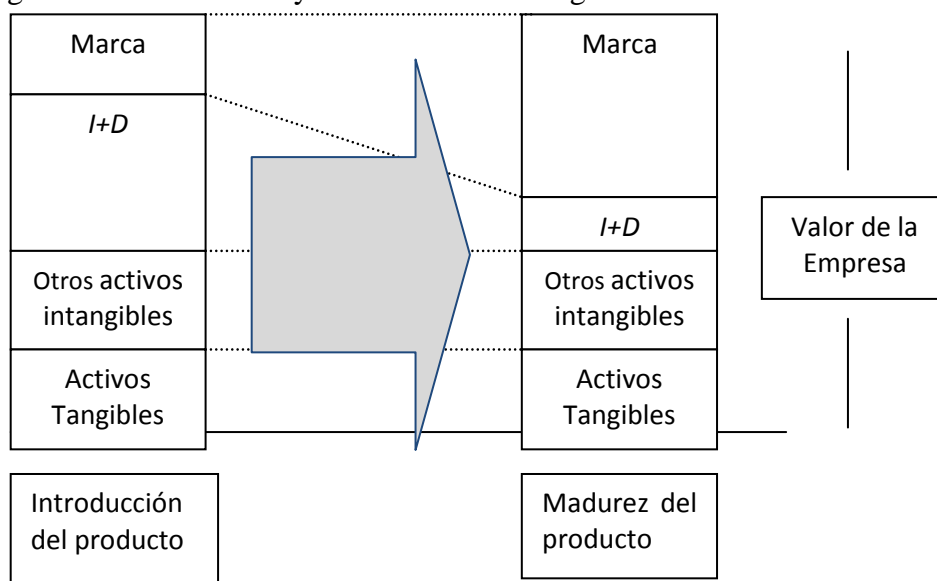 Marca
I+D
Otros activos
intangibles
Activos
Tangibles
Introducción
del producto
Marca
I+D
Otros activos
intangibles
Activos
Tangibles
Madurez del
producto
Valor de la
Empresa